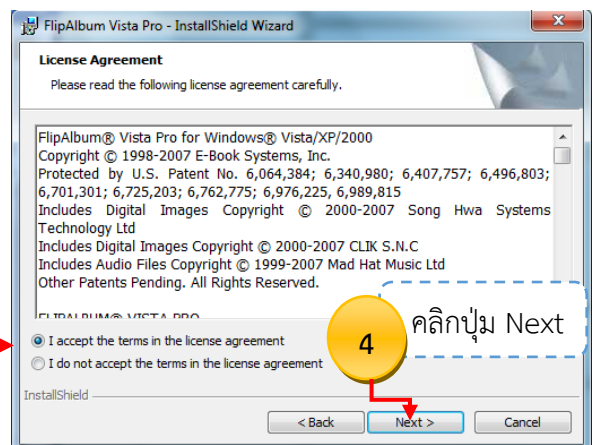 FlipAlbum Vista Pro - InstallShield Wizard
License Agreement
Please read the following license agreement carefully.
FlipAlbum® Vista Pro for Windows® Vista/XP/2000
Copyright © 1998-2007 E-Book Systems, Inc.
Protected by U.S. Patent No. 6,064,384; 6,340,980; 6,407,757; 6,496,803;
6,701,301; 6,725,203; 6,762,775; 6,976,225, 6,989,815
Includes Digital Images Copyright © 2000-2007 Song Hwa Systems
Technology Ltd
Includes Digital Images Copyright © 2000-2007 CLIK S.N.C
Includes Audio Files Copyright © 1999-2007 Mad Hat Music Ltd
Other Patents Pending. All Rights Reserved.
FLIPALBUM® VISTA PRO
I accept the terms in the license agreement
I do not accept the terms in the license agreement
4
คลิกปุ่ม Next
InstallShield
< Back
Next >
Cancel